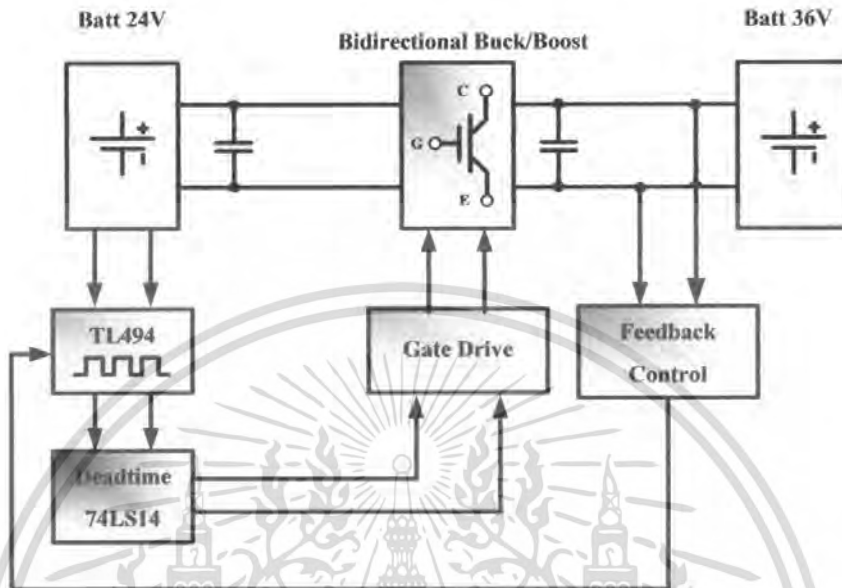 Batt 24V
Batt 36V
Bidirectional Buck/Boost
+
-
C
G
E
+
-
TL494
Gate Drive
Feedback
Control
Deadtime
74LS14